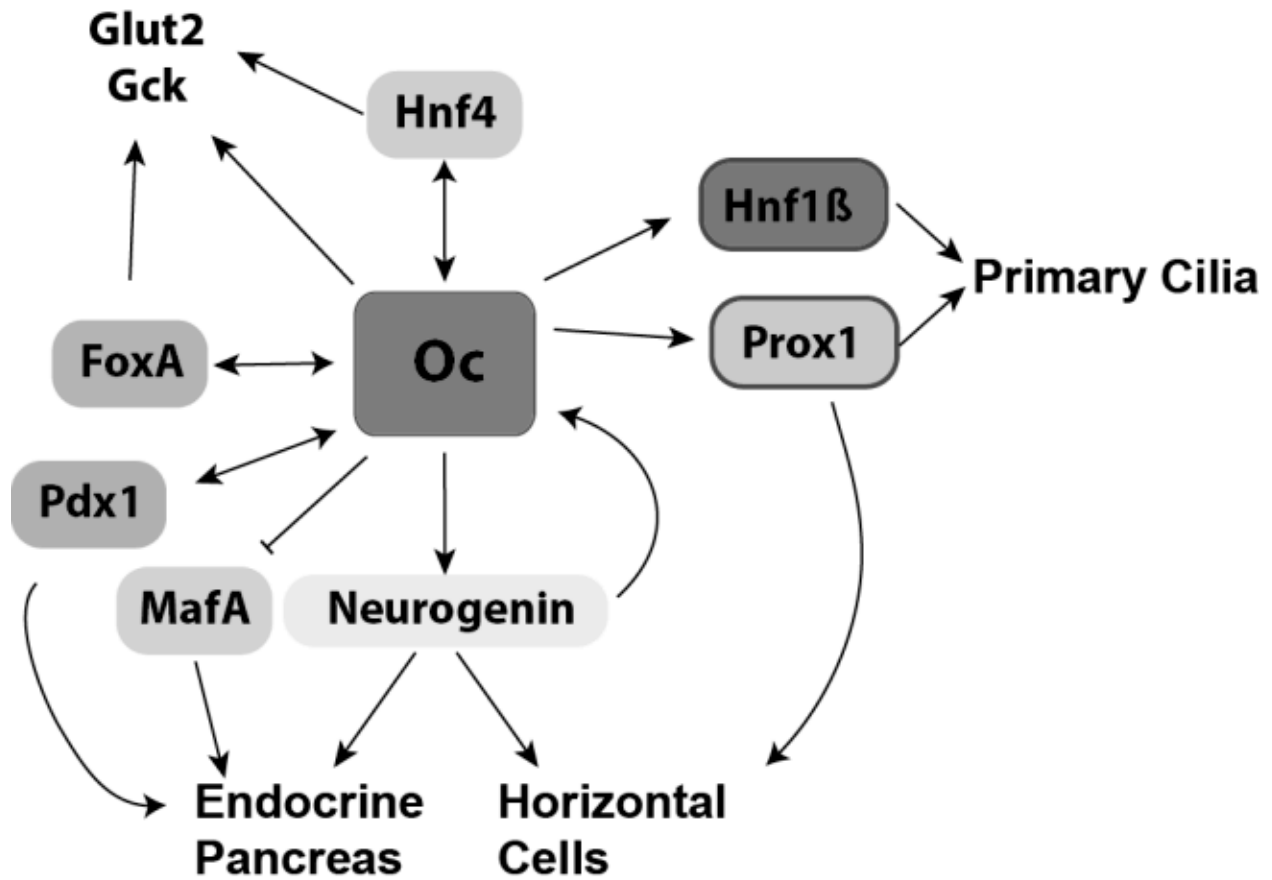 Glut2
Gck
Hnf4
Hnf1ß
Primary Cilia
Prox1
FoxA
Oc
Pdx1
MafA
Neurogenin
Endocrine
Pancreas
Horizontal
Cells